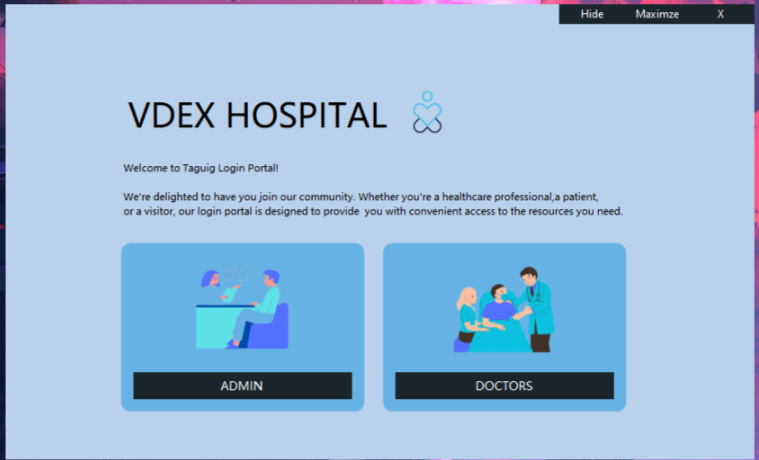 Hide Maximze X
VDEX HOSPITAL
Welcome to Taguig Login Portal!
We're delighted to have you join our community. Whether you're a healthcare professional,a patient,
or a visitor, our login portal is designed to provide you with convenient access to the resources you need.
ADMIN DOCTORS